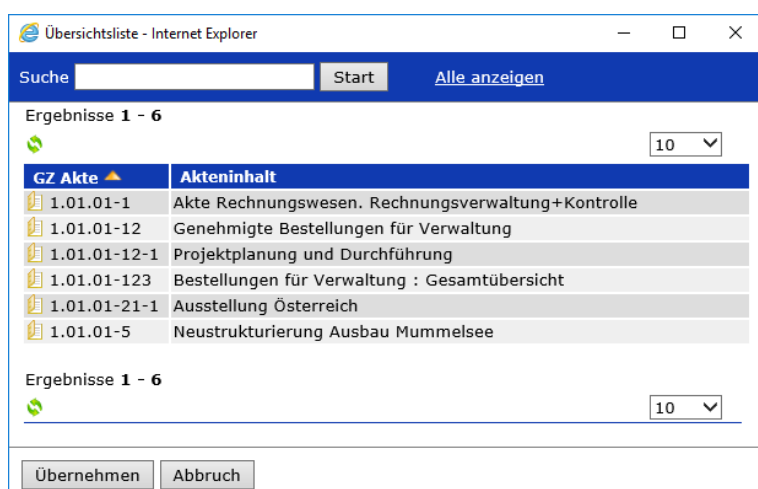 Übersichtsliste - Internet Explorer
Suche Start Alle anzeigen
Ergebnisse 1 - 6
10
GZ Akte Akteninhalt
1.01.01-1 Akte Rechnungswesen. Rechnungsverwaltung+Kontrolle
1.01.01-12 Genehmigte Bestellungen für Verwaltung
1.01.01-12-1 Projektplanung und Durchführung
1.01.01-123 Bestellungen für Verwaltung : Gesamtübersicht
1.01.01-21-1 Ausstellung Österreich
1.01.01-5 Neustrukturierung Ausbau Mummelsee
Ergebnisse 1 - 6
10
Übernehmen Abbruch